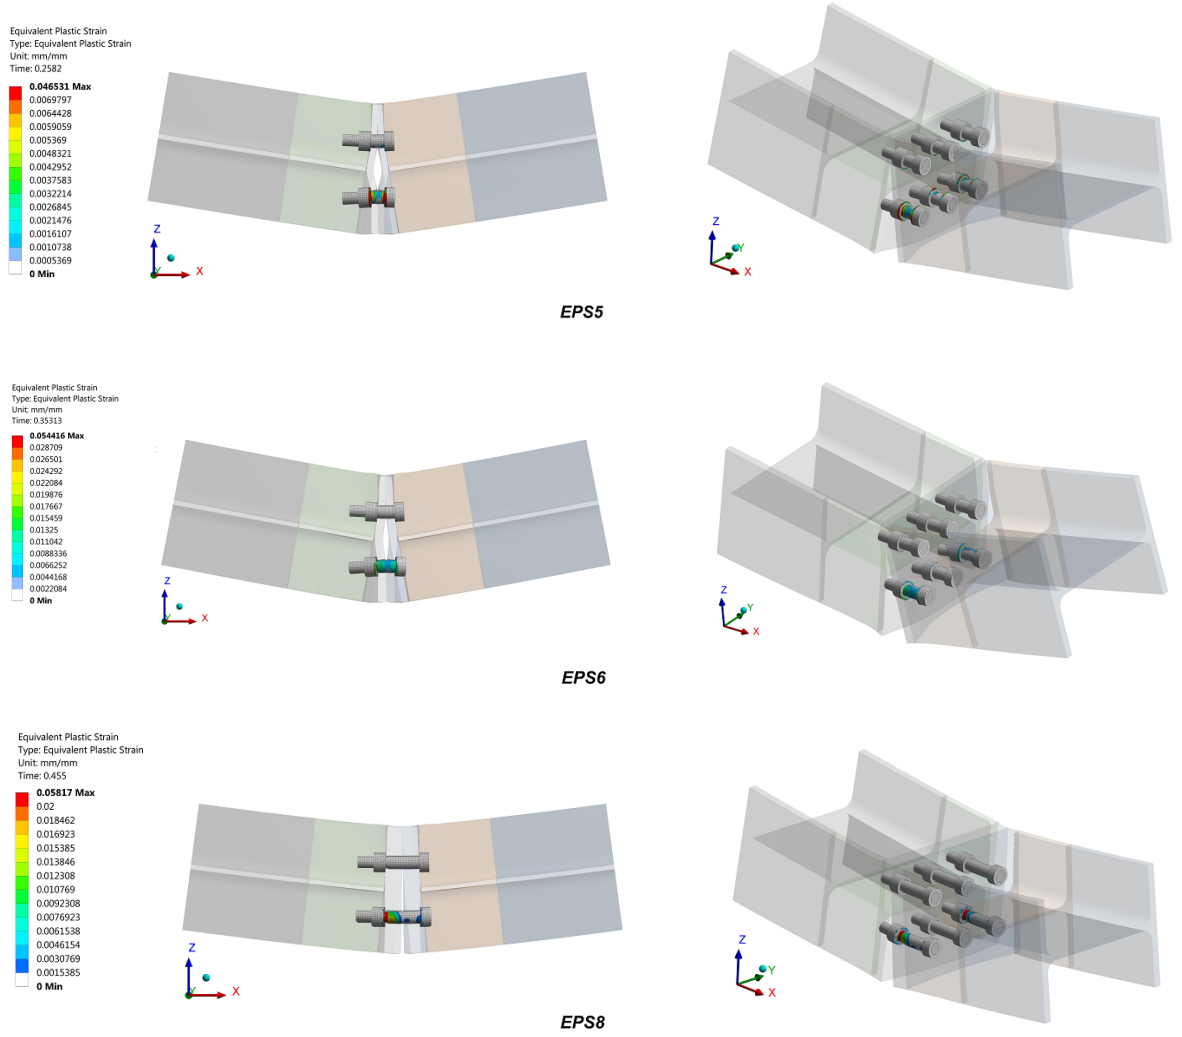 Equivalent Plastic Strain
Type: Equivalent Plastic Strain
Unit: mm/mm
Time: 0.2582
0.046531 Max
0.0069797
0.0064428
0.0059059
0.005369
0.0048321
0.0042952
0.0037583
0.0032214
0.0026845
0.0021476
0.0016107
0.0010738
0.0005369
0 Min
Z
Y
X
Z
Y
X
EPS5
Equivalent Plastic Strain
Type: Equivalent Plastic Strain
Unit: mm/mm
Time: 0.35313
0.054416 Max
0.028709
0.026501
0.024292
0.022084
0.019876
0.017667
0.015459
0.01325
0.011042
0.0088336
0.0066252
0.0044168
0.0022084
0 Min
Z
Y
X
Z
Y
X
EPS6
Equivalent Plastic Strain
Type: Equivalent Plastic Strain
Unit: mm/mm
Time: 0.455
0.05817 Max
0.02
0.018462
0.016923
0.015385
0.013846
0.012308
0.010769
0.0092308
0.0076923
0.0061538
0.0046154
0.0030769
0.0015385
0 Min
Z
Y
X
Z
Y
X
EPS8